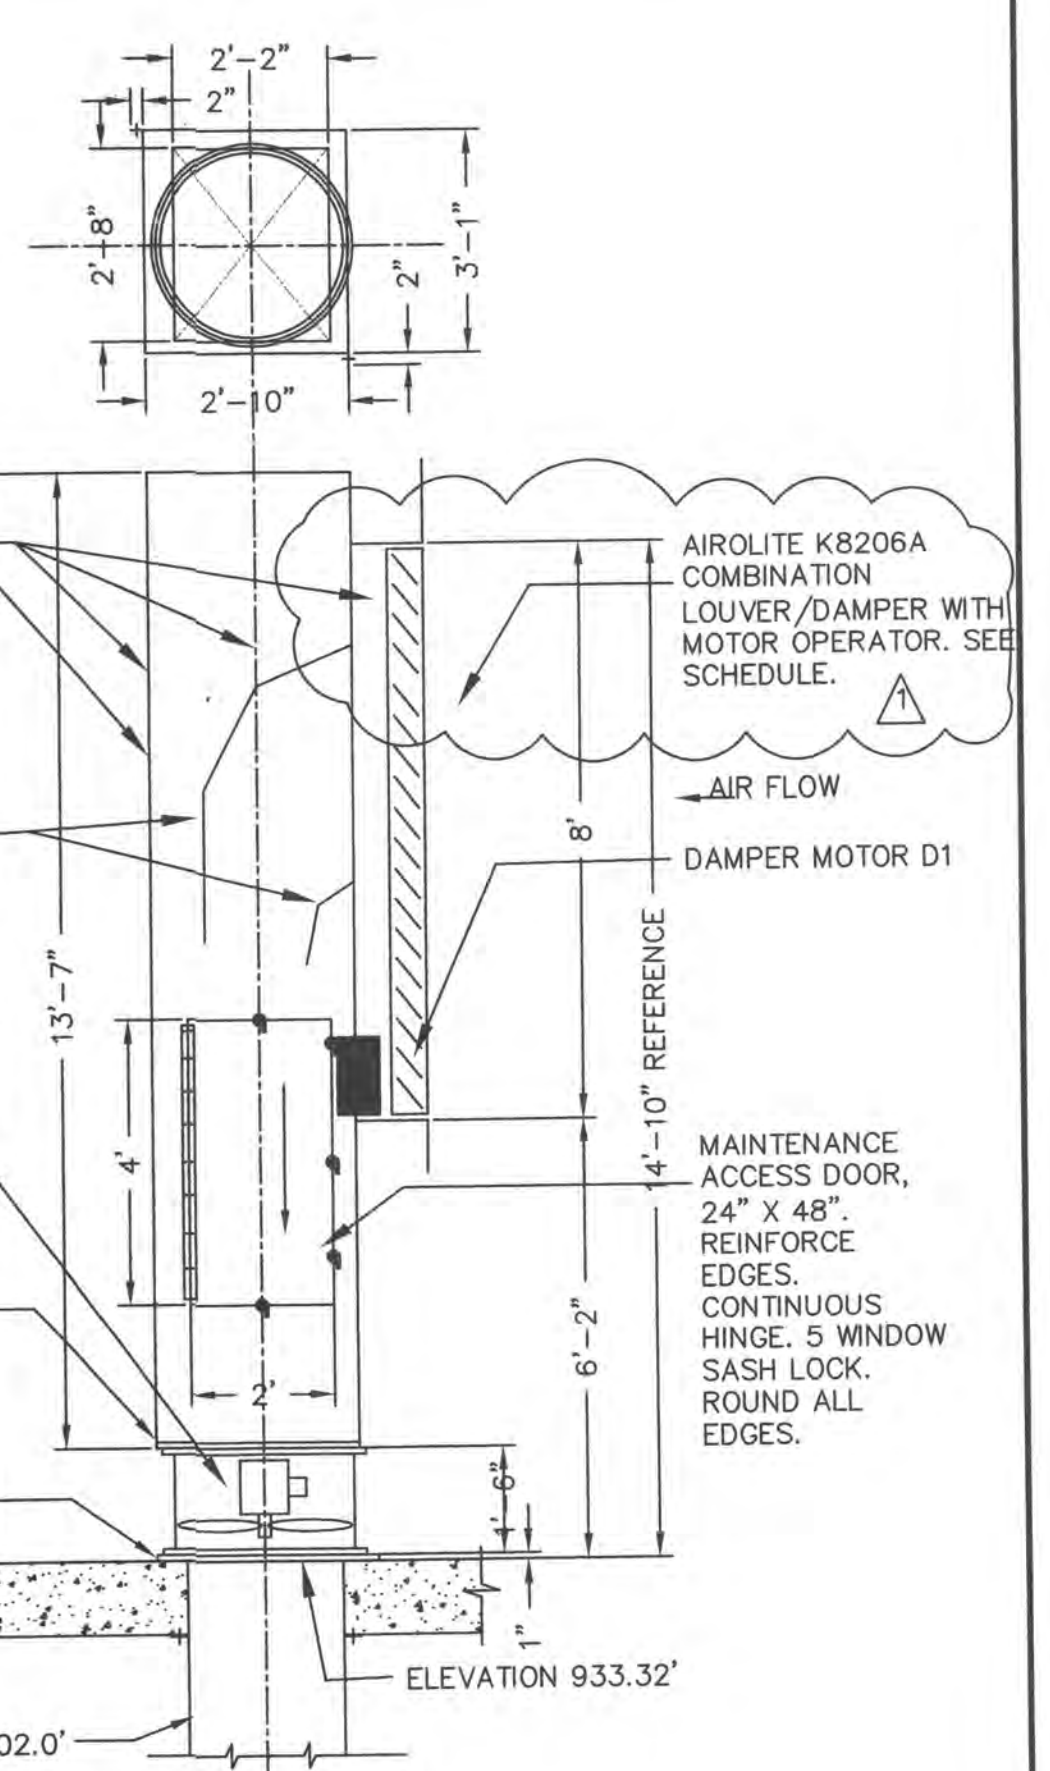 2'-2"
2"
2'-8"
2"
3'-1"
2'-10"
AIROLITE K8206A
COMBINATION
LOUVER/DAMPER WITH
MOTOR OPERATOR. SEE
SCHEDULE.
1
AIR FLOW
8'
DAMPER MOTOR D1
13'-7"
14'-10" REFERENCE
4'
MAINTENANCE
ACCESS DOOR,
24" X 48".
REINFORCE
EDGES.
CONTINUOUS
HINGE. 5 WINDOW
SASH LOCK.
ROUND ALL
EDGES.
6'-2"
2'
1'-6"
1"
ELEVATION 933.32'
02.0'